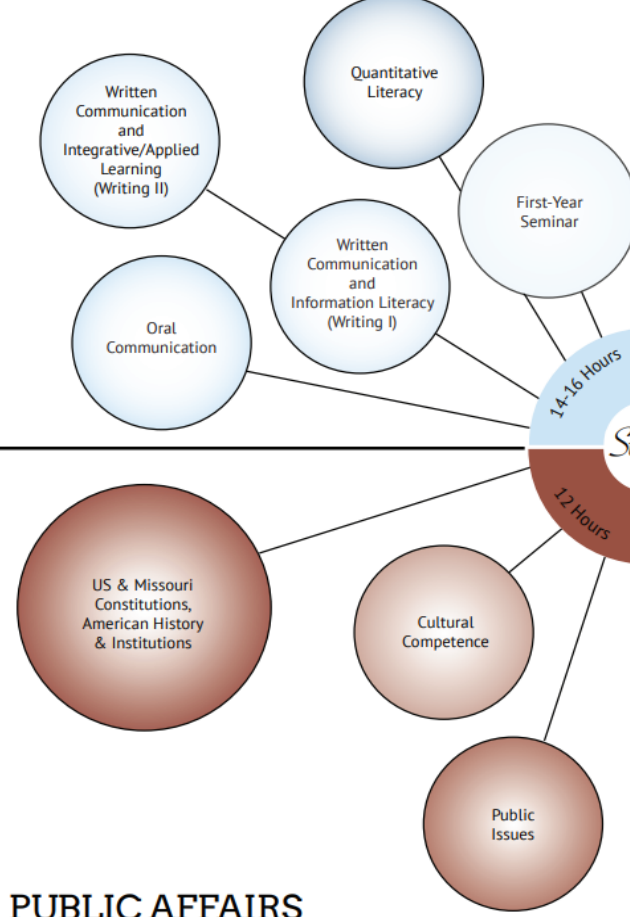 Quantitative
Literacy
Written
Communication
and
Integrative/Applied
Learning
(Writing II)
First-Year
Seminar
Written
Communication
and
Information Literacy
(Writing I)
Oral
Communication
14-16 Hours
12 Hours
US & Missouri
Constitutions,
American History
& Institutions
Cultural
Competence
Public
Issues
PUBLIC AFFAIRS